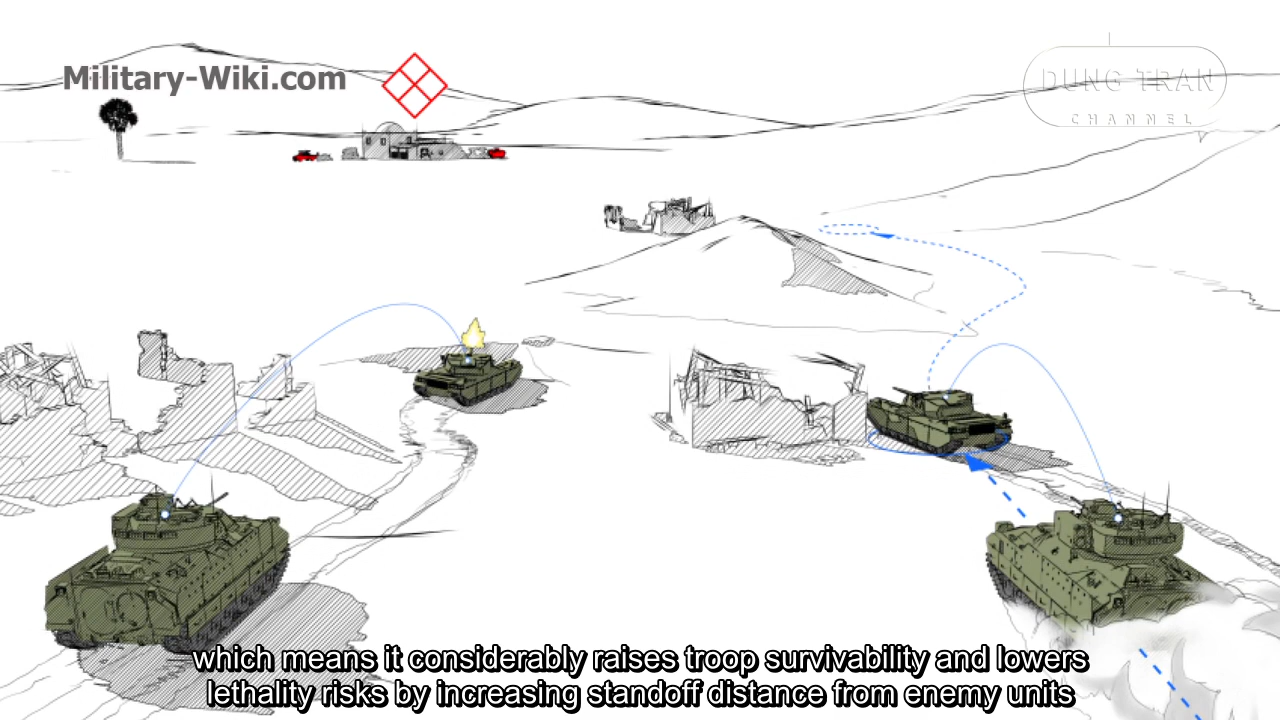 Military-Wiki.com
DUNG TRAN
CHANNEL
which means it considerably raises troop survivability and lowers
lethality risks by increasing standoff distance from enemy units